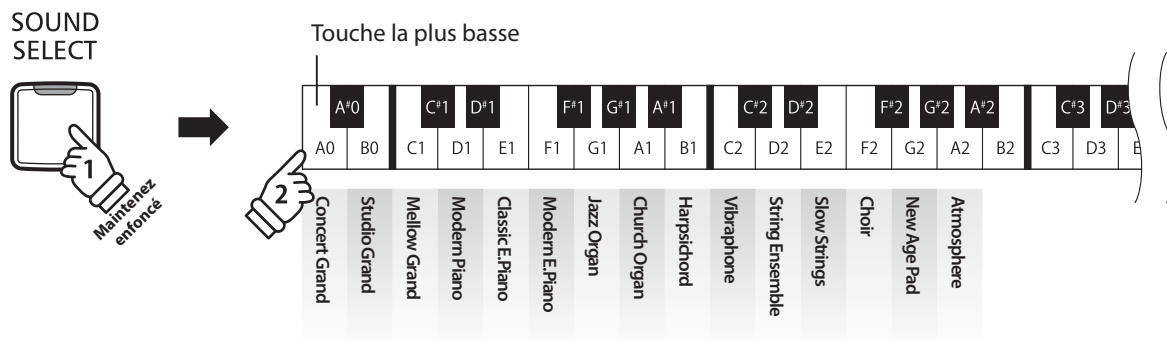 SOUND
SELECT
Touche la plus basse
A#0 C#1 D#1 F#1 G#1 A#1 C#2 D#2 F#2 G#2 A#2 C#3 D#3
A0 B0 C1 D1 E1 F1 G1 A1 B1 C2 D2 E2 F2 G2 A2 B2 C3 D3 E
1
Maintenez
enfoncé
2
Concert Grand
Studio Grand
Mellow Grand
Modern Piano
Classic E.Piano
Modern E.Piano
Jazz Organ
Church Organ
Harpsichord
Vibraphone
String Ensemble
Slow Strings
Choir
New Age Pad
Atmosphere